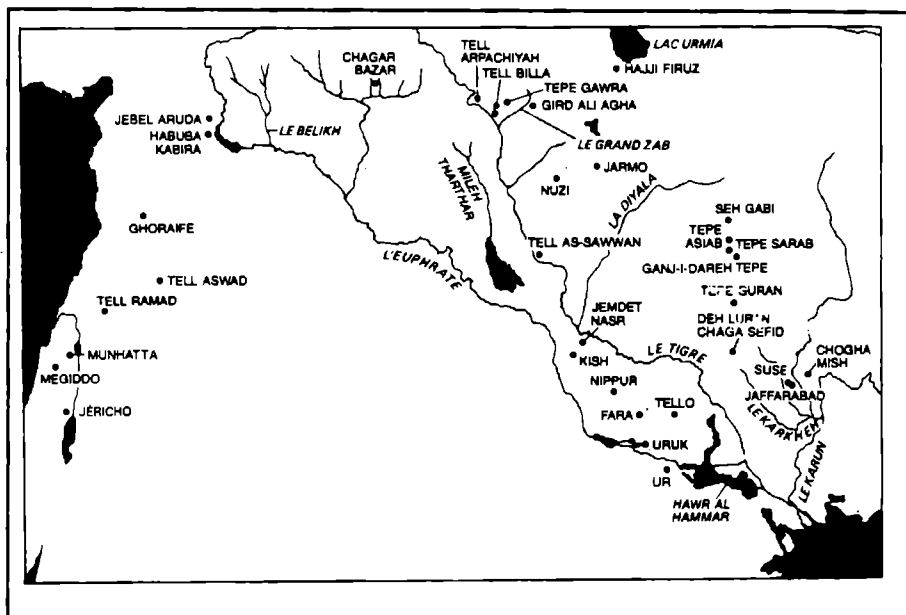 LAC URMIA
TELL
ARPACHIYAH
HAJJI FIRUZ
CHAGAR
BAZAR
TELL BILLA
TEPE GAWRA
GIRD ALI AGHA
JEBEL ARUDA
LE BELIKH
HABUBA
KABIRA
LE GRAND ZAB
JARMO
NUZI
MILEH
THARTHAR
LA DIYALA
SEH GABI
GHORAIFE
TEPE
ASIAB
TEPE SARAB
TELL AS-SAWWAN
GANJ-I-DAREH TEPE
L'EUPHRATE
TELL ASWAD
TELL RAMAD
TEPE GURAN
JEMDET
NASR
DEH
CHAGA SEFID
MUNHATTA
LE TIGRE
KISH
CHOGHA
MISH
MEGIDDO
SUSE
NIPPUR
JAFFARABAD
JÉRICHO
FARA
TELLO
LE KARKHEH
URUK
LE KARUN
UR
HAWR AL
HAMMAR